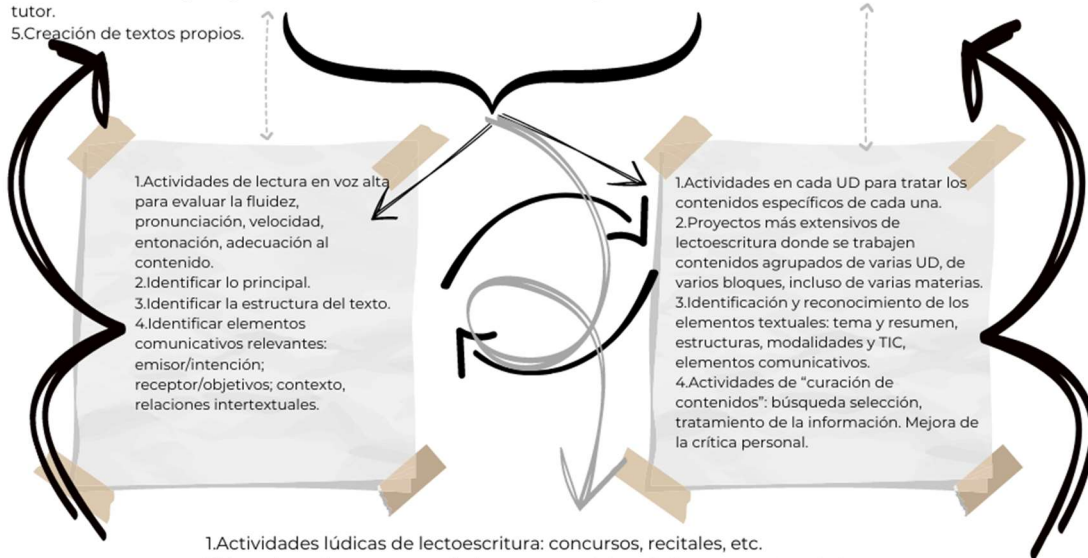 tutor.
5.Creación de textos propios.
1.Actividades de lectura en voz alta
para evaluar la fluidez,
pronunciación, velocidad,
entonación, adecuación al
contenido.
2.Identificar lo principal.
3.Identificar la estructura del texto.
4.Identificar elementos
comunicativos relevantes:
emisor/intención;
receptor/objetivos; contexto,
relaciones intertextuales.
1.Actividades en cada UD para tratar los
contenidos específicos de cada una.
2.Proyectos más extensivos de
lectoescritura donde se trabajen
contenidos agrupados de varias UD, de
varios bloques, incluso de varias materias.
3.Identificación y reconocimiento de los
elementos textuales: tema y resumen,
estructuras, modalidades y TIC,
elementos comunicativos.
4.Actividades de “curación de
contenidos”: búsqueda selección,
tratamiento de la información. Mejora de
la crítica personal.
1.Actividades lúdicas de lectoescritura: concursos, recitales, etc.